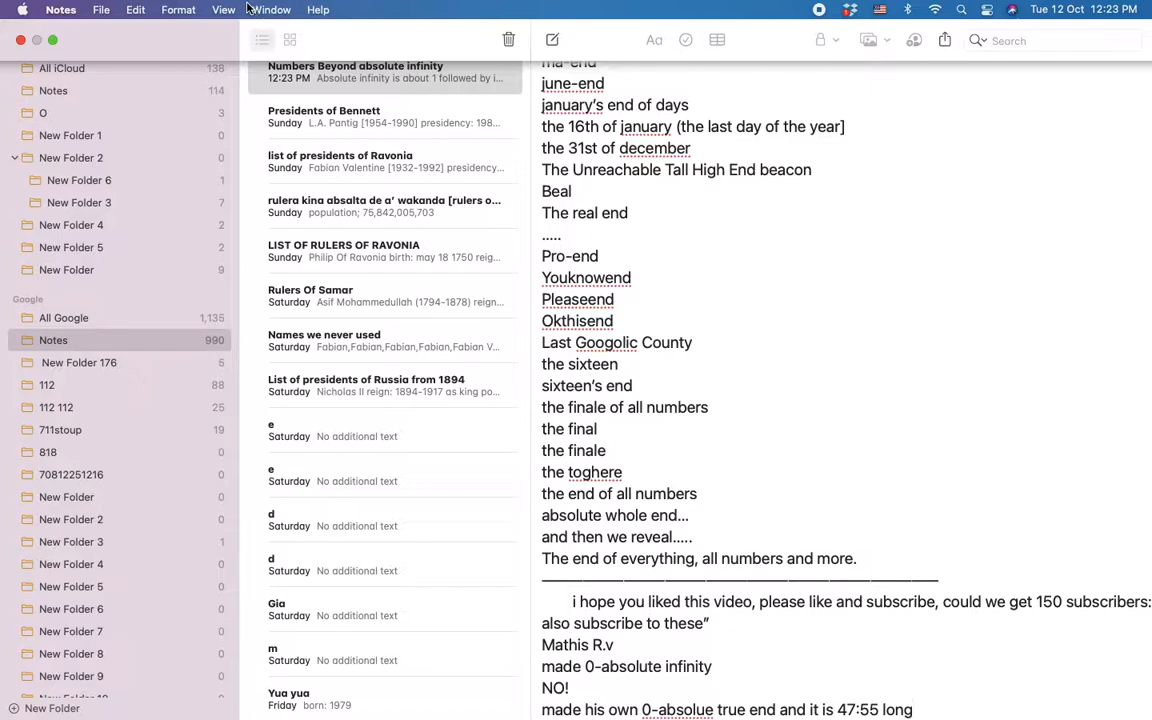 Notes File Edit Format View Window Help Tue 12 Oct 12:23 PM
Aa Search
All iCloud 138
Notes 114
O 3
New Folder 1 0
New Folder 2 0
New Folder 6 1
New Folder 3 7
New Folder 4 2
New Folder 5 2
New Folder 9
Google
All Google 1,135
Notes 990
New Folder 176 5
112 88
112 112 25
711stoup 19
818 0
70812251216 0
New Folder 0
New Folder 2 0
New Folder 3 1
New Folder 4 0
New Folder 5 0
New Folder 6 0
New Folder 7 0
New Folder 8 0
New Folder 9 0
New Folder
Numbers Beyond absolute infinity
12:23 PM Absolute infinity is about 1 followed by i...
Presidents of Bennett
Sunday L.A. Pantig [1954-1990] presidency: 198...
list of presidents of Ravonia
Sunday Fabian Valentine [1932-1992] presidency...
rulera kina absalta de a' wakanda [rulers o...
Sunday population; 75,842,005,703
LIST OF RULERS OF RAVONIA
Sunday Philip Of Ravonia birth: may 18 1750 reig...
Rulers Of Samar
Saturday Asif Mohammedullah (1794-1878) reign...
Names we never used
Saturday Fabian,Fabian,Fabian,Fabian,Fabian V...
List of presidents of Russia from 1894
Saturday Nicholas II reign: 1894-1917 as king po...
e
Saturday No additional text
e
Saturday No additional text
d
Saturday No additional text
d
Saturday No additional text
Gia
Saturday No additional text
m
Saturday No additional text
Yua yua
Friday born: 1979
ma-end
june-end
january's end of days
the 16th of january (the last day of the year]
the 31st of december
The Unreachable Tall High End beacon
Beal
The real end
.....
Pro-end
Youknowend
Pleaseend
Okthisend
Last Googolic County
the sixteen
sixteen's end
the finale of all numbers
the final
the finale
the toghere
the end of all numbers
absolute whole end...
and then we reveal.....
The end of everything, all numbers and more.
i hope you liked this video, please like and subscribe, could we get 150 subscribers:
also subscribe to these"
Mathis R.v
made 0-absolute infinity
NO!
made his own 0-absolue true end and it is 47:55 long